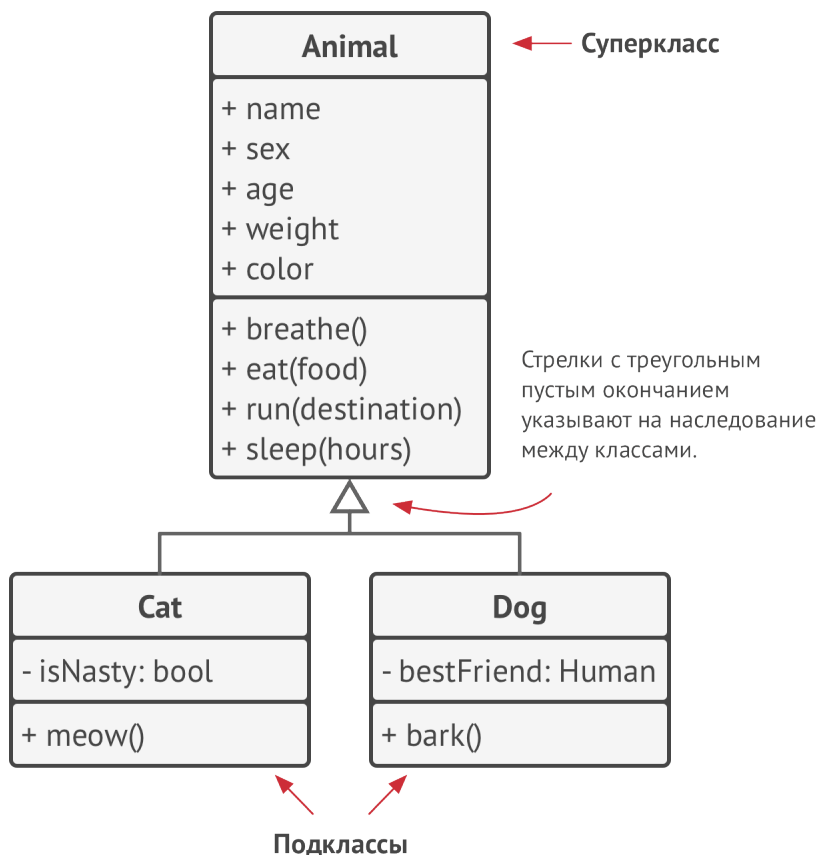 Animal
Суперкласс
+ name
+ sex
+ age
+ weight
+ color
+ breathe()
+ eat(food)
+ run(destination)
+ sleep(hours)
Стрелки с треугольным
пустым окончанием
указывают на наследование
между классами.
Cat
- isNasty: bool
+ meow()
Dog
- bestFriend: Human
+ bark()
Подклассы